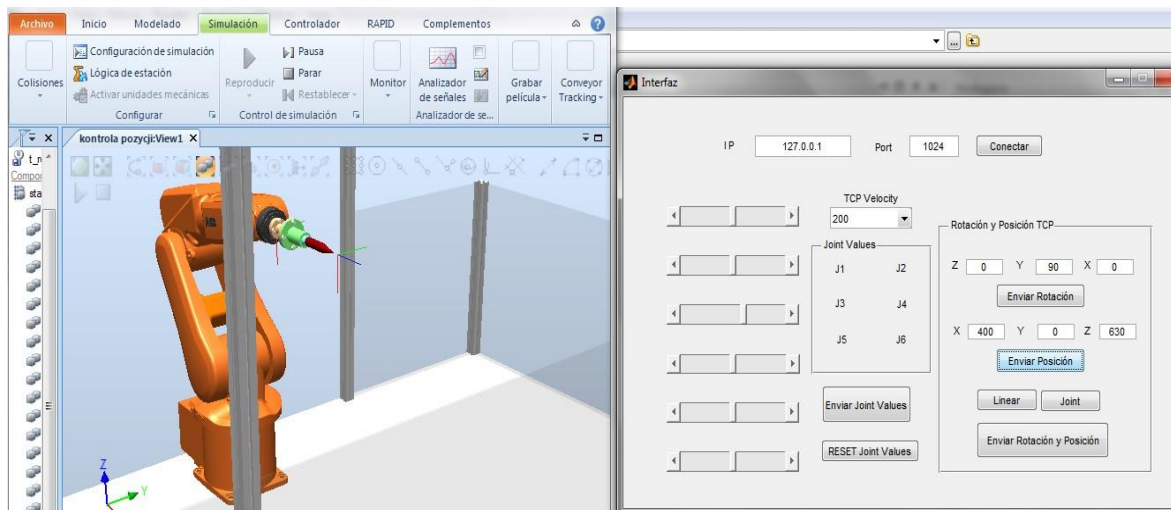 Archivo Inicio Modelado Simulación Controlador RAPID Complementos
Colisiones
Configuración de simulación
Lógica de estación
Activar unidades mecánicas
Configurar
Reproducir
Pausa
Parar
Restablecer
Control de simulación
Monitor
Analizador de señales
Analizador de se...
Grabar película
Conveyor Tracking
kontrola pozycji:View1
Compo
sta
Z
Y
Interfaz
IP 127.0.0.1 Port 1024 Conectar
TCP Velocity
200
Joint Values
J1 J2
J3 J4
J5 J6
Enviar Joint Values
RESET Joint Values
Rotación y Posición TCP
Z 0 Y 90 X 0
Enviar Rotación
X 400 Y 0 Z 630
Enviar Posición
Linear Joint
Enviar Rotación y Posición